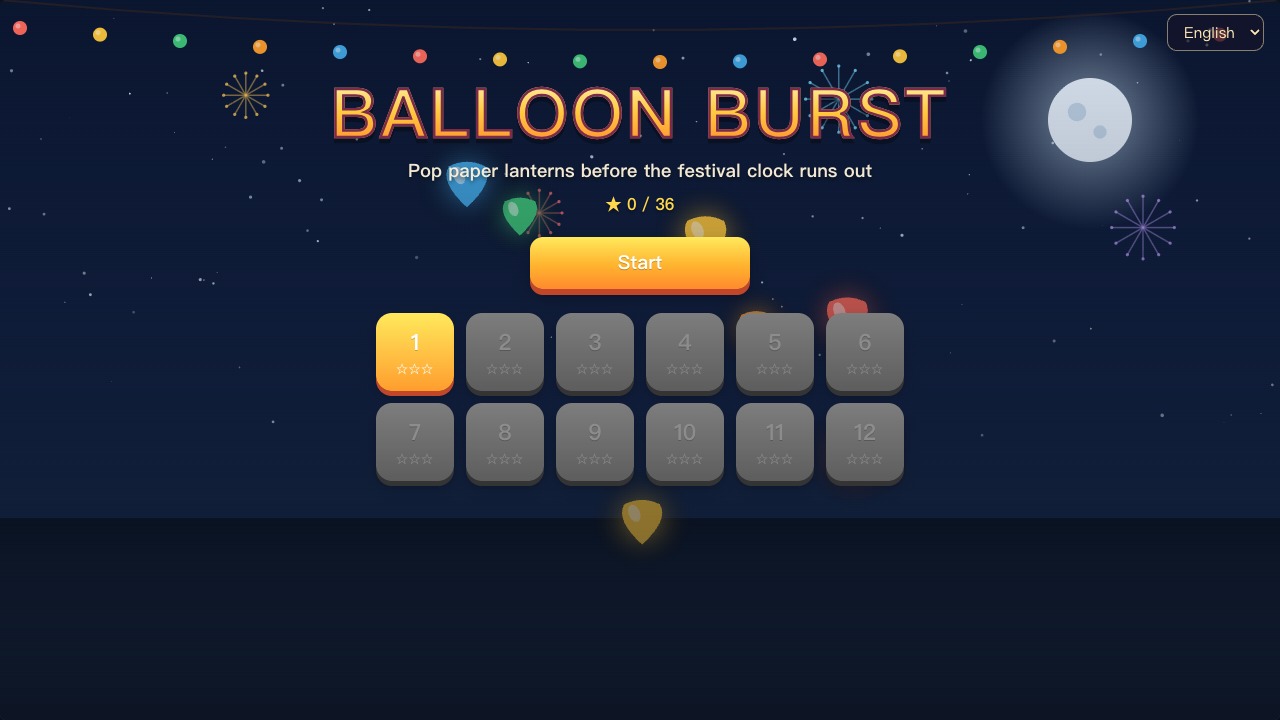 English
BALLOON BURST
Pop paper lanterns before the festival clock runs out
★ 0 / 36
Start
1 2 3 4 5 6
☆☆☆ ☆☆☆ ☆☆☆ ☆☆☆ ☆☆☆ ☆☆☆
7 8 9 10 11 12
☆☆☆ ☆☆☆ ☆☆☆ ☆☆☆ ☆☆☆ ☆☆☆